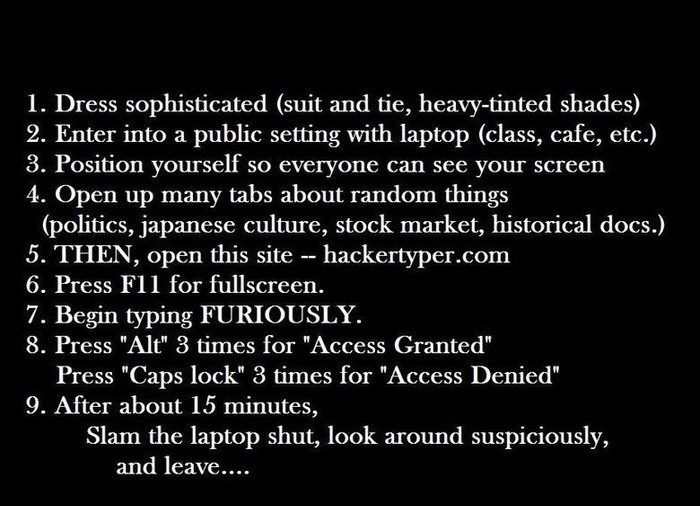 1. Dress sophisticated (suit and tie, heavy-tinted shades)
2. Enter into a public setting with laptop (class, cafe, etc.)
3. Position yourself so everyone can see your screen
4. Open up many tabs about random things
(politics, japanese culture, stock market, historical docs.)
5. THEN, open this site -- hackertyper.com
6. Press F11 for fullscreen.
7. Begin typing FURIOUSLY.
8. Press "Alt" 3 times for "Access Granted"
Press "Caps lock" 3 times for "Access Denied"
9. After about 15 minutes,
Slam the laptop shut, look around suspiciously,
and leave....